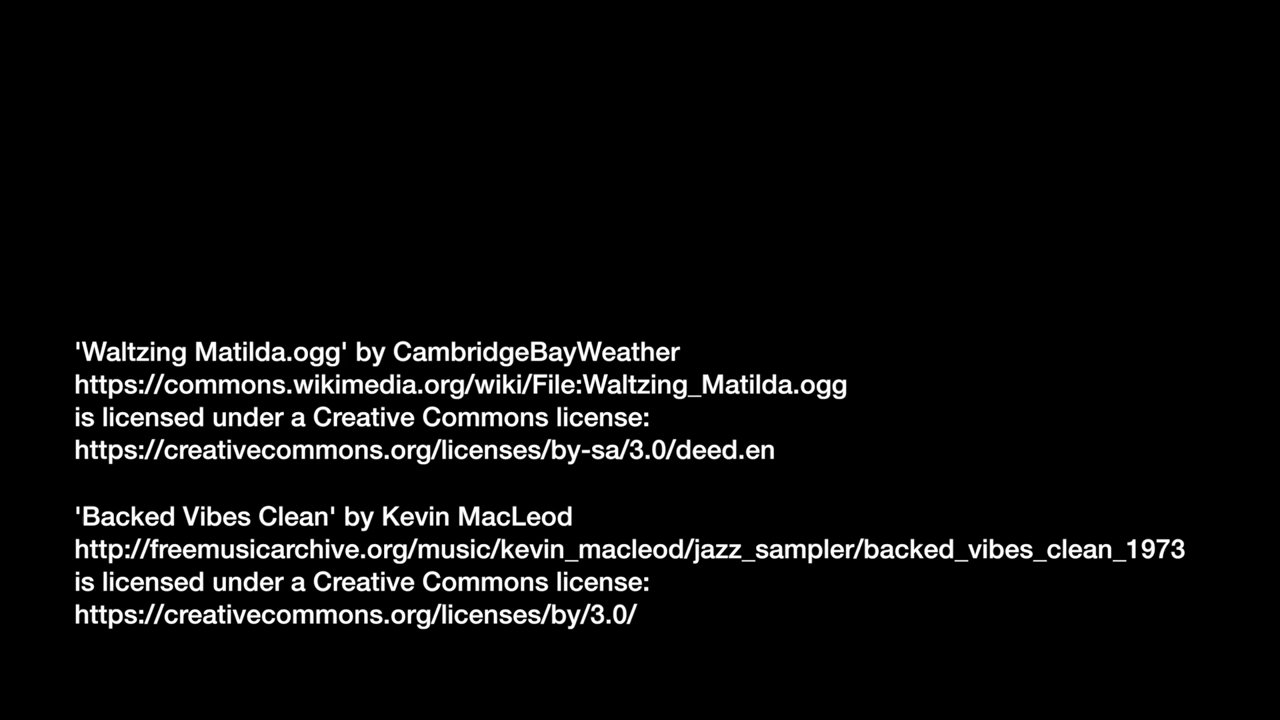 'Waltzing Matilda.ogg' by CambridgeBayWeather
https://commons.wikimedia.org/wiki/File:Waltzing_Matilda.ogg
is licensed under a Creative Commons license:
https://creativecommons.org/licenses/by-sa/3.0/deed.en
'Backed Vibes Clean' by Kevin MacLeod
http://freemusicarchive.org/music/kevin_macleod/jazz_sampler/backed_vibes_clean_1973
is licensed under a Creative Commons license:
https://creativecommons.org/licenses/by/3.0/